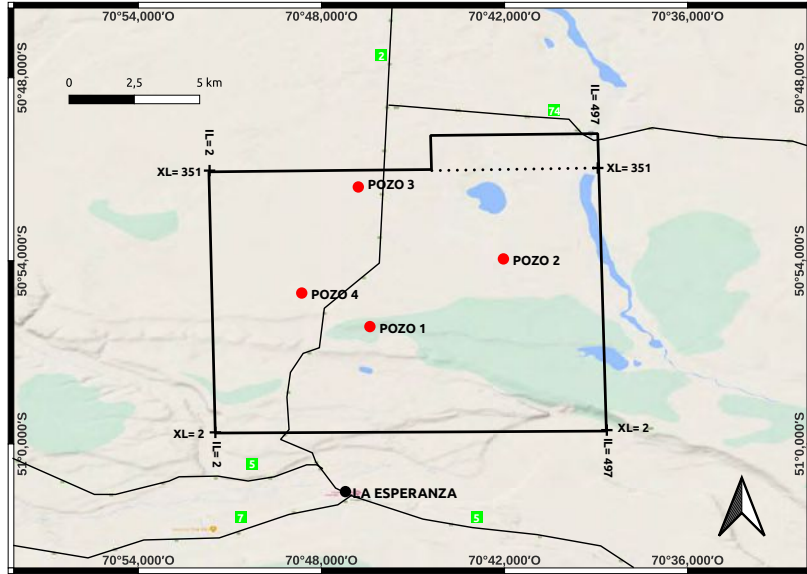 70°54,000'O 70°48,000'O 70°42,000'O 70°36,000'O
50°48,000'S
50°48,000'S
2
0 2,5 5 km
74
IL= 2
IL= 497
XL= 351
XL= 351
POZO 3
50°54,000'S
POZO 2
50°54,000'S
POZO 4
POZO 1
XL= 2
XL= 2
51°0,000'S
IL= 2
IL= 497
51°0,000'S
5
LA ESPERANZA
7
5
70°54,000'O 70°48,000'O 70°42,000'O 70°36,000'O